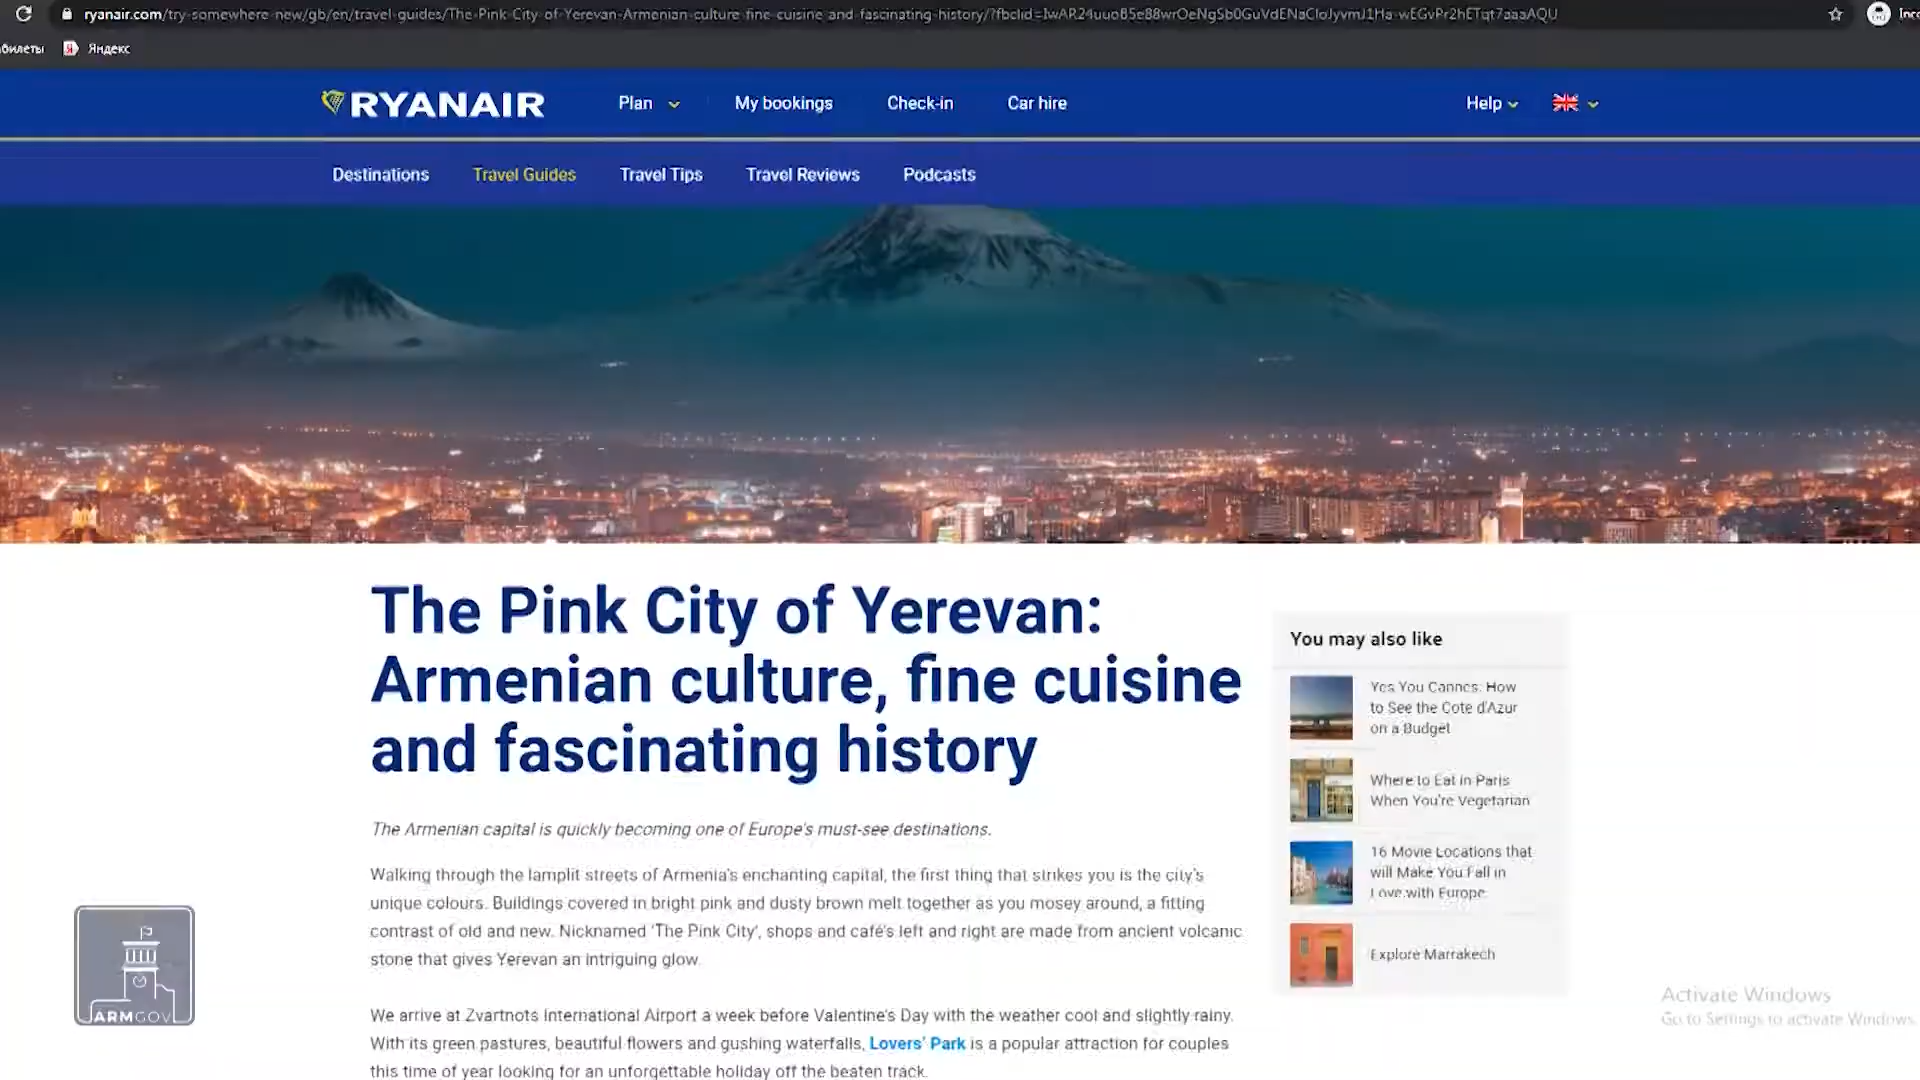 ryanair.com/try-somewhere-new/gb/en/travel-guides/The-Pink-City-of-Yerevan-Armenian-culture-fine-cuisine-and-fascinating-history/
абилеты Яндекс
RYANAIR Plan My bookings Check-in Car hire Help
Destinations Travel Guides Travel Tips Travel Reviews Podcasts
The Pink City of Yerevan:
Armenian culture, fine cuisine
and fascinating history
The Armenian capital is quickly becoming one of Europe's must-see destinations.
Walking through the lamplit streets of Armenia's enchanting capital, the first thing that strikes you is the city's
unique colours. Buildings covered in bright pink and dusty brown melt together as you mosey around, a fitting
contrast of old and new. Nicknamed 'The Pink City', shops and café's left and right are made from ancient volcanic
stone that gives Yerevan an intriguing glow.
We arrive at Zvartnots International Airport a week before Valentine's Day with the weather cool and slightly rainy.
With its green pastures, beautiful flowers and gushing waterfalls, Lovers' Park is a popular attraction for couples
this time of year looking for an unforgettable holiday off the beaten track.
You may also like
Yes You Cannes: How
to See the Cote d'Azur
on a Budget
Where to Eat in Paris
When You're Vegetarian
16 Movie Locations that
will Make You Fall in
Love with Europe
Explore Marrakech
ARMGOV
Activate Windows
Go to Settings to activate Windows.